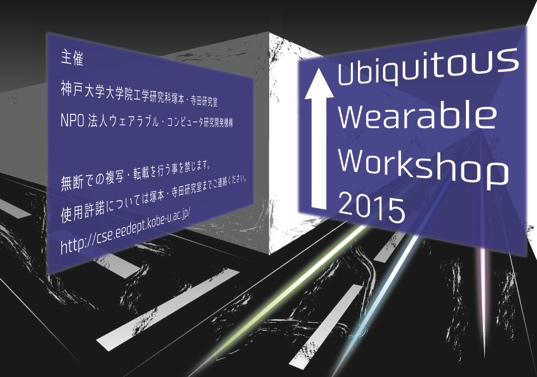 主催
神戸大学大学院工学研究科塚本・寺田研究室
NPO 法人ウェアラブル・コンピュータ研究開発機構
無断での複写・転載を行う事を禁じます。
使用許諾については塚本・寺田研究室までご連絡ください。
http://cse.eedept.kobe-u.ac.jp/
Ubiquitous
Wearable
Workshop
2015